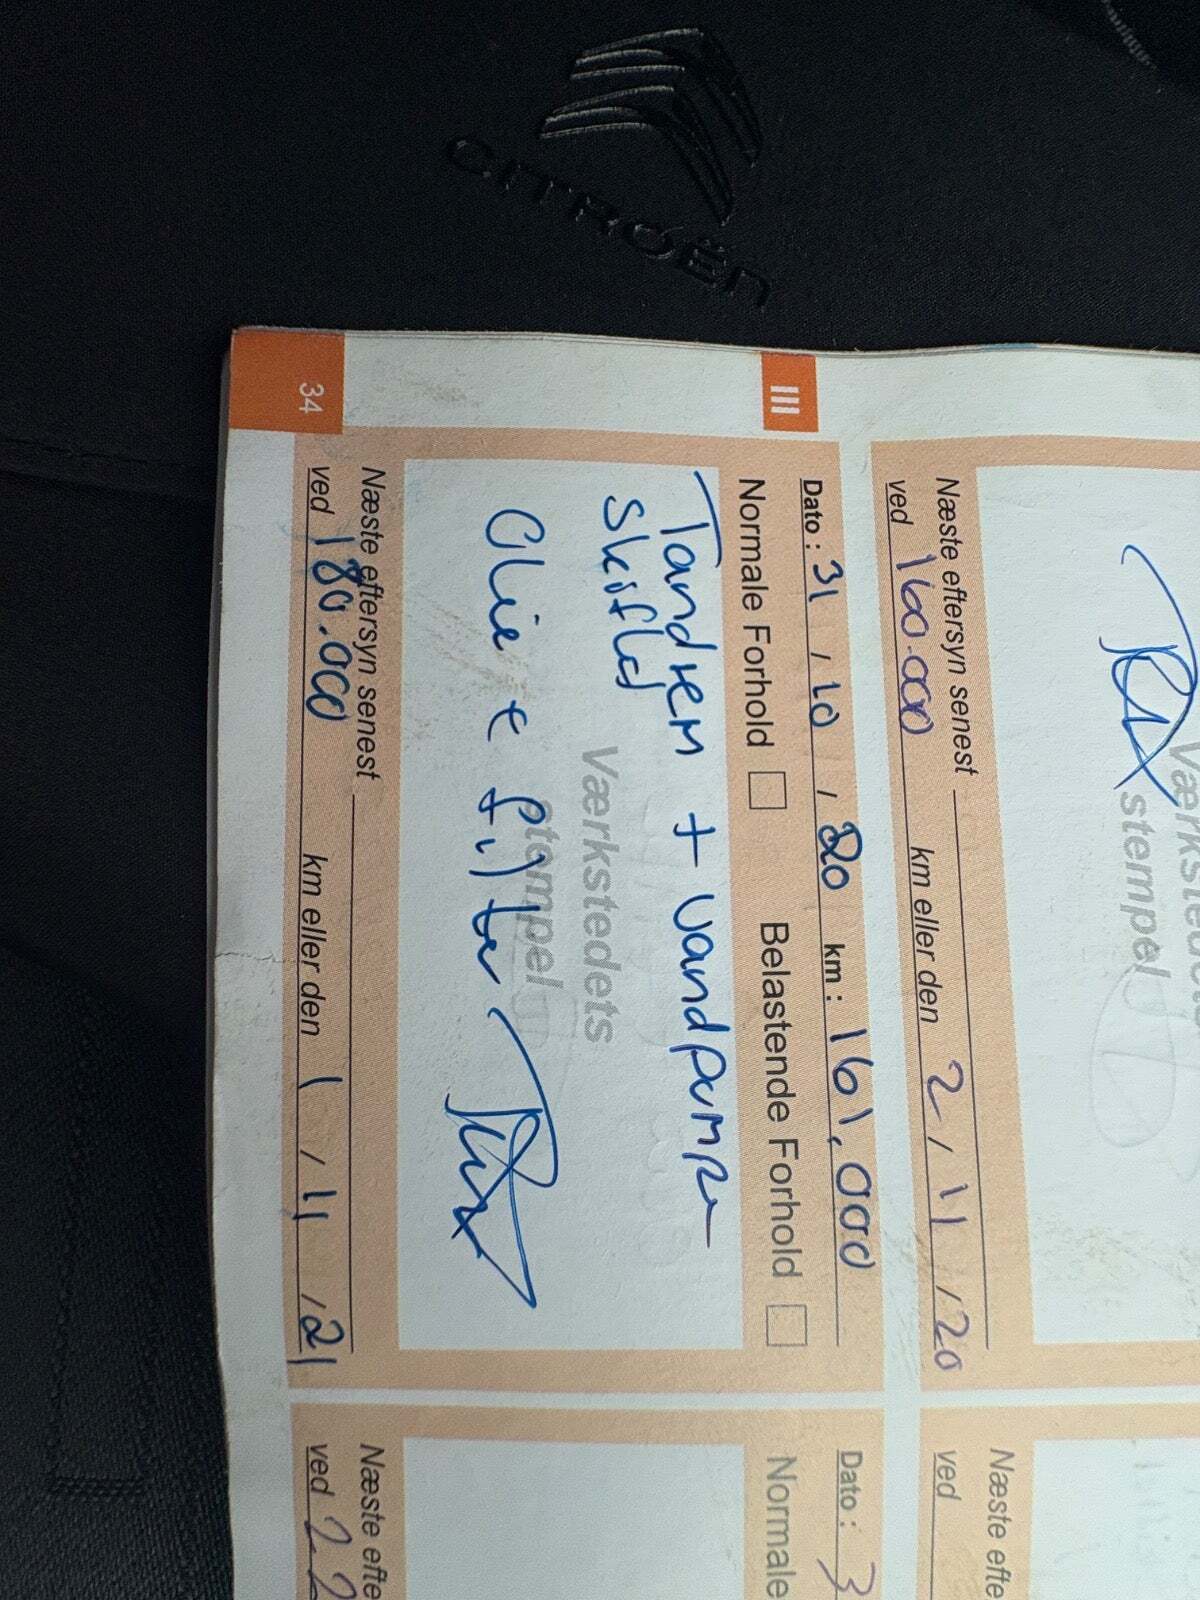 CITROËN
Værkstedets
stempel
Næste eftersyn senest
ved 160.000 km eller den 2 / 11 / 20
Næste efte
ved
III
Dato : 31 / 10 / 20 km : 161,000
Normale Forhold Belastende Forhold
Tandrem + vandpumpe
skiftet
Værkstedets
stempel
Olie + filter
Næste eftersyn senest
ved 180.000 km eller den 1 / 11 / 21
34
Dato : 3
Normale
Næste efte
ved 22